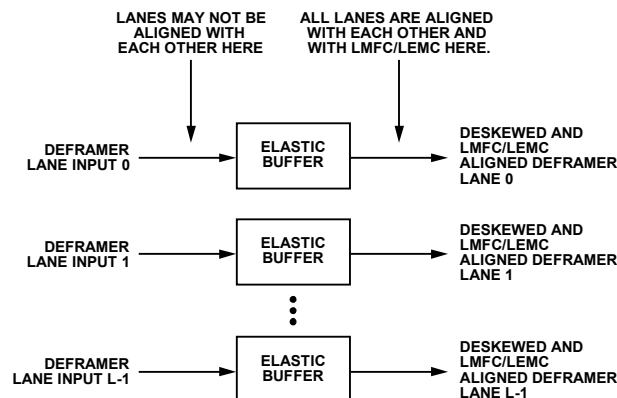 LANES MAY NOT BE
ALIGNED WITH
EACH OTHER HERE
ALL LANES ARE ALIGNED
WITH EACH OTHER AND
WITH LMFC/LEMC HERE.
DEFRAMER
LANE INPUT 0
ELASTIC
BUFFER
DESKEWED AND
LMFC/LEMC
ALIGNED DEFRAMER
LANE 0
DEFRAMER
LANE INPUT 1
ELASTIC
BUFFER
DESKEWED AND
LMFC/LEMC
ALIGNED DEFRAMER
LANE 1
DEFRAMER
LANE INPUT L-1
ELASTIC
BUFFER
DESKEWED AND
LMFC/LEMC
ALIGNED DEFRAMER
LANE L-1